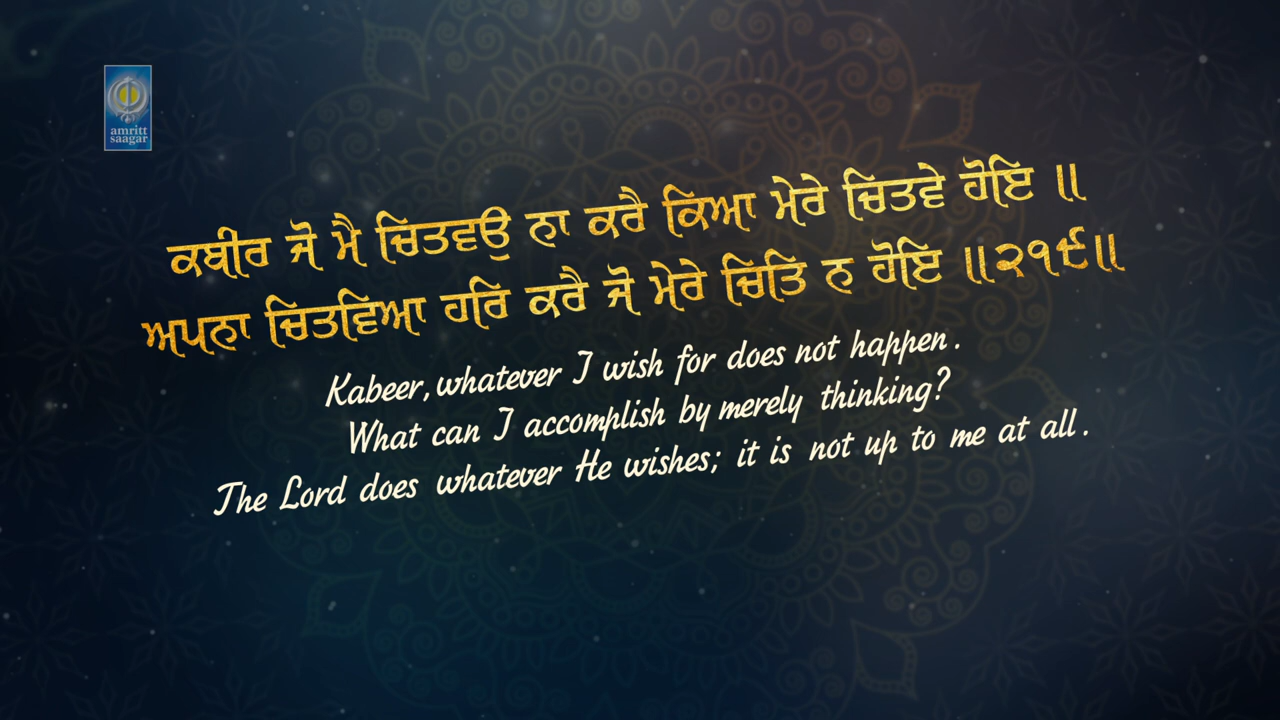 amritt
saagar
ਕਬੀਰ ਜੋ ਮੈ ਚਿਤਵਉ ਨਾ ਕਰੈ ਕਿਆ ਮੇਰੇ ਚਿਤਵੇ ਹੋਇ ॥
ਅਪਨਾ ਚਿਤਵਿਆ ਹਰਿ ਕਰੈ ਜੋ ਮੇਰੇ ਚਿਤਿ ਨ ਹੋਇ ॥੨੧੯॥
Kabeer, whatever I wish for does not happen.
What can I accomplish by merely thinking?
The Lord does whatever He wishes; it is not up to me at all.